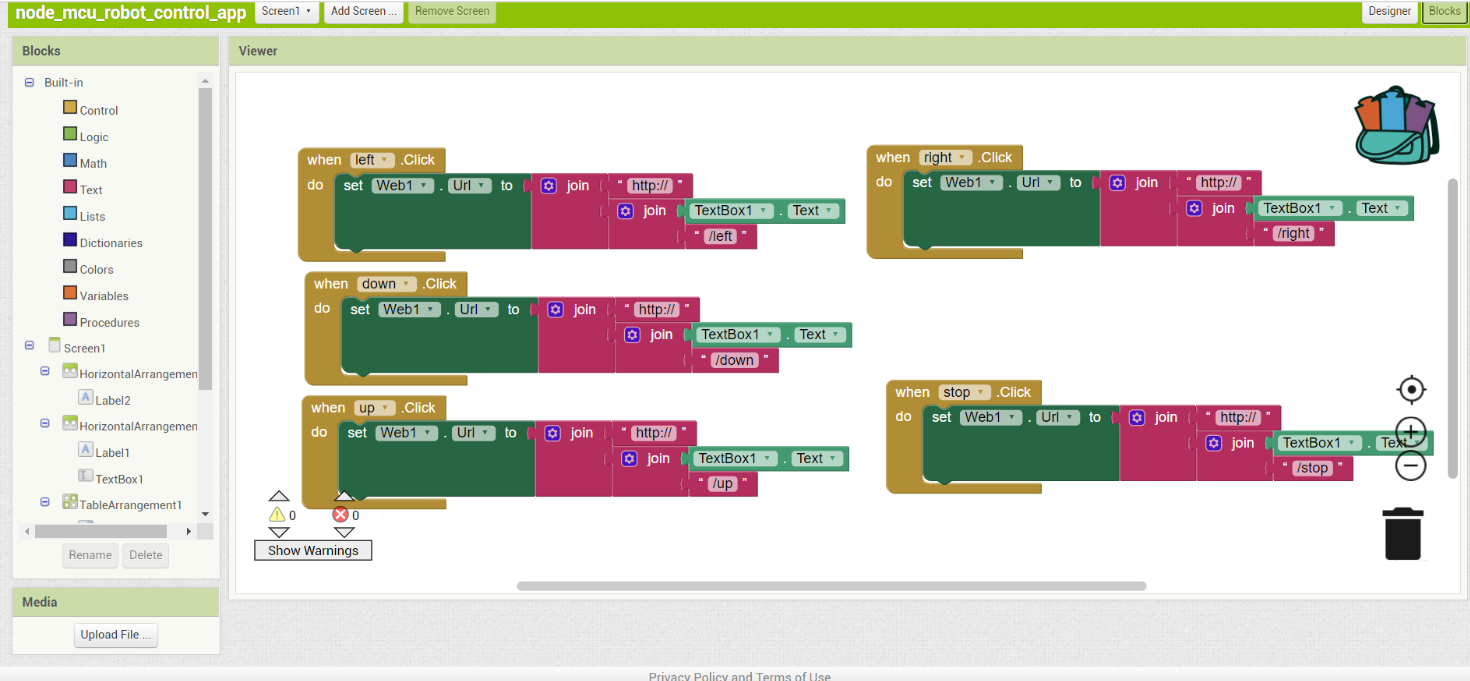 node_mcu_robot_control_app Screen1 Add Screen ... Remove Screen Designer Blocks
Blocks
Built-in
Control
Logic
Math
Text
Lists
Dictionaries
Colors
Variables
Procedures
Screen1
HorizontalArrangemen
Label2
HorizontalArrangemen
Label1
TextBox1
TableArrangement1
Rename Delete
Media
Upload File ...
Viewer
when left .Click
do set Web1 . Url to join “ http:// ”
join TextBox1 . Text
“ /left ”
when down .Click
do set Web1 . Url to join “ http:// ”
join TextBox1 . Text
“ /down ”
when up .Click
do set Web1 . Url to join “ http:// ”
join TextBox1 . Text
“ /up ”
0 0
Show Warnings
when right .Click
do set Web1 . Url to join “ http:// ”
join TextBox1 . Text
“ /right ”
when stop .Click
do set Web1 . Url to join “ http:// ”
join TextBox1 . Text
“ /stop ”
Privacy Policy and Terms of Use